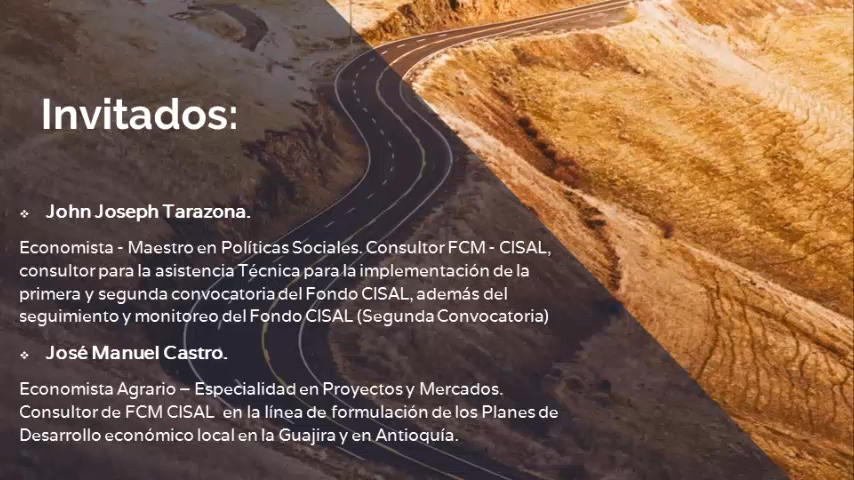 Invitados:
❖ John Joseph Tarazona.
Economista - Maestro en Políticas Sociales. Consultor FCM - CISAL,
consultor para la asistencia Técnica para la implementación de la
primera y segunda convocatoria del Fondo CISAL, además del
seguimiento y monitoreo del Fondo CISAL (Segunda Convocatoria)
❖ José Manuel Castro.
Economista Agrario – Especialidad en Proyectos y Mercados.
Consultor de FCM CISAL en la línea de formulación de los Planes de
Desarrollo económico local en la Guajira y en Antioquía.